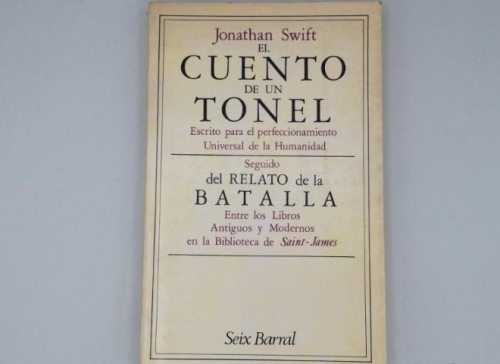 Jonathan Swift
EL
CUENTO
DE UN
TONEL
Escrito para el perfeccionamiento
Universal de la Humanidad
Seguido
del RELATO de la
BATALLA
Entre los Libros
Antiguos y Modernos
en la Biblioteca de Saint-James
Seix Barral